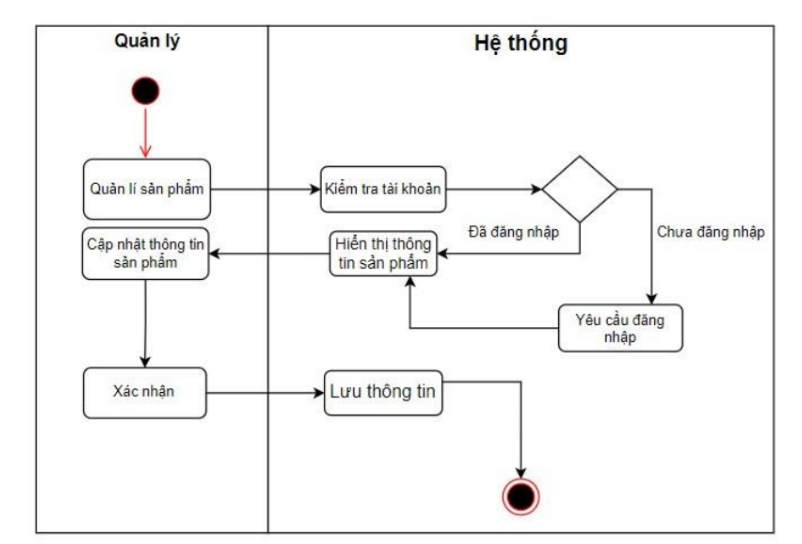 Quản lý
Hệ thống
Quản lí sản phẩm
Kiểm tra tài khoản
Đã đăng nhập
Chưa đăng nhập
Cập nhật thông tin
sản phẩm
Hiển thị thông
tin sản phẩm
Yêu cầu đăng
nhập
Xác nhận
Lưu thông tin